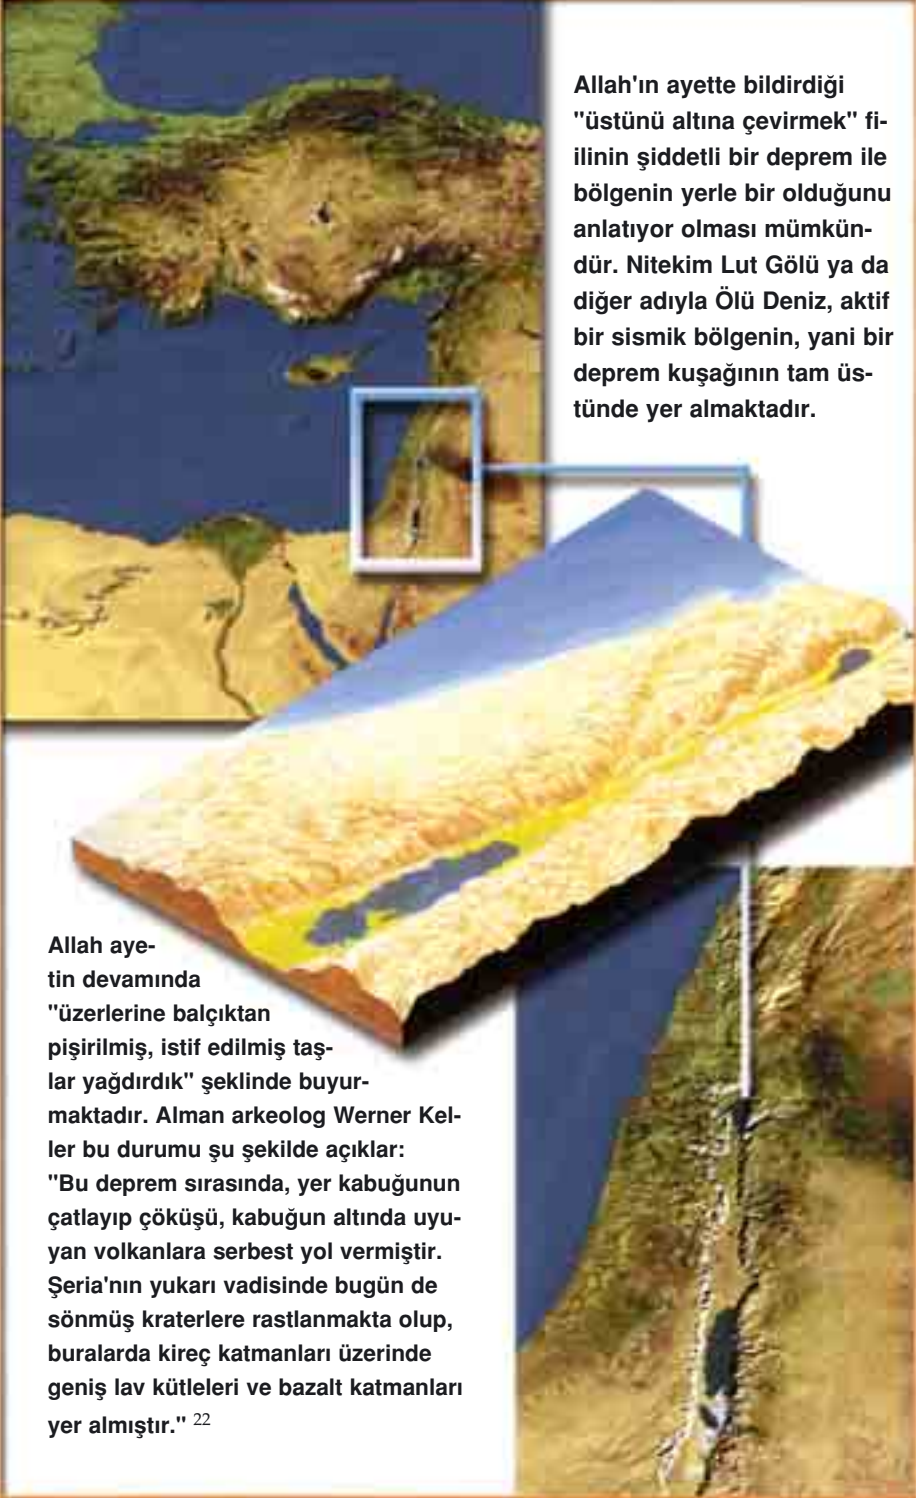 Allah'ın ayette bildirdiği
"üstünü altına çevirmek" fi-
ilinin şiddetli bir deprem ile
bölgenin yerle bir olduğunu
anlatıyor olması mümkün-
dür. Nitekim Lut Gölü ya da
diğer adıyla Ölü Deniz, aktif
bir sismik bölgenin, yani bir
deprem kuşağının tam üs-
tünde yer almaktadır.
Allah aye-
tin devamında
"üzerlerine balçıktan
pişirilmiş, istif edilmiş taş-
lar yağdırdık" şeklinde buyur-
maktadır. Alman arkeolog Werner Kel-
ler bu durumu şu şekilde açıklar:
"Bu deprem sırasında, yer kabuğunun
çatlayıp çöküşü, kabuğun altında uyu-
yan volkanlara serbest yol vermiştir.
Şeria'nın yukarı vadisinde bugün de
sönmüş kraterlere rastlanmakta olup,
buralarda kireç katmanları üzerinde
geniş lav kütleleri ve bazalt katmanları
yer almıştır." 22